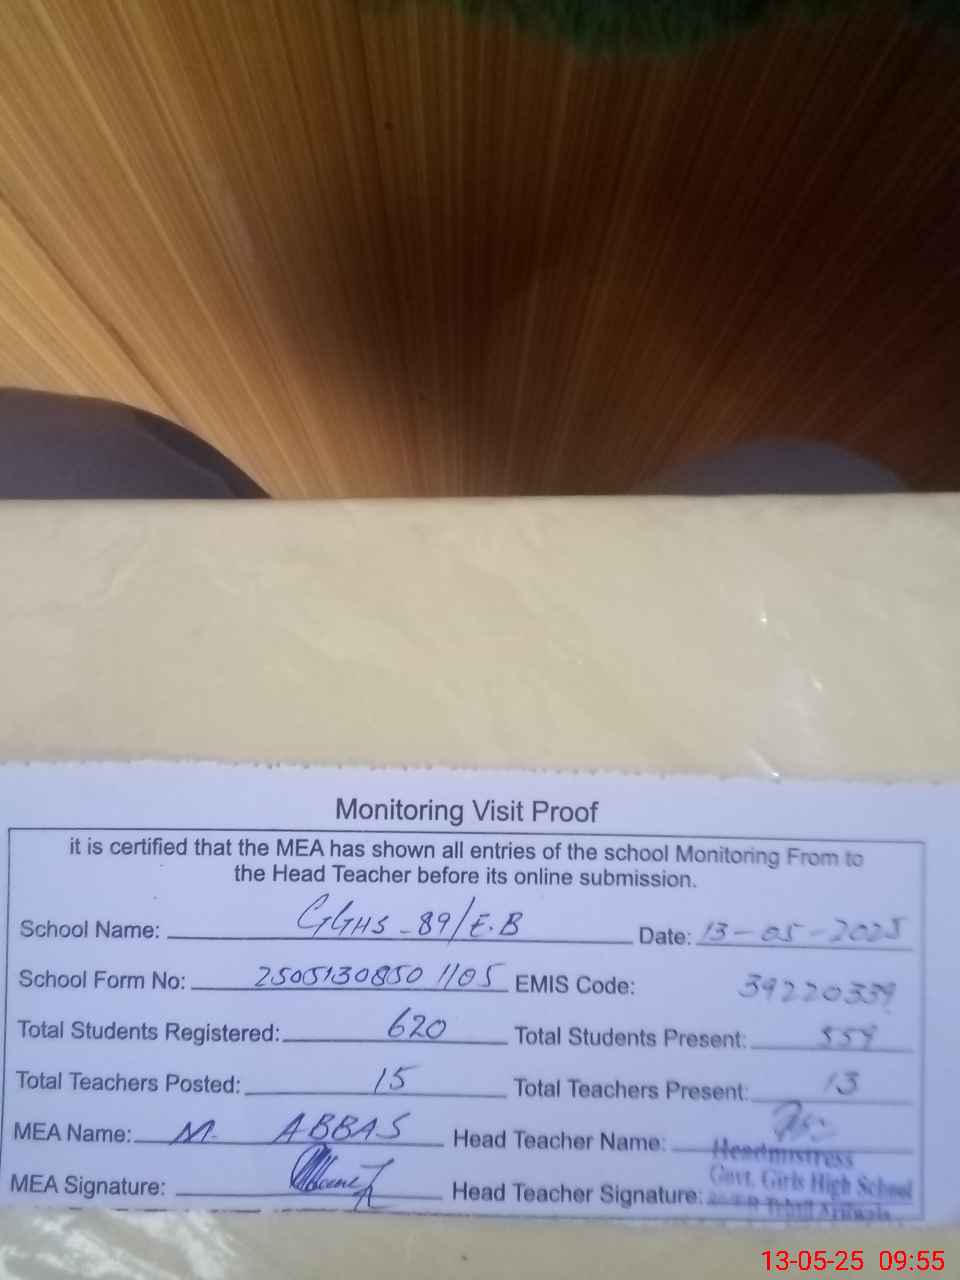 Monitoring Visit Proof
it is certified that the MEA has shown all entries of the school Monitoring From to
the Head Teacher before its online submission.
School Name: GGHS - 89/E.B Date: 13-05-2025
School Form No: 25051308501105 EMIS Code: 39220339
Total Students Registered: 620 Total Students Present: 559
Total Teachers Posted: 15 Total Teachers Present: 13
MEA Name: M. ABBAS Head Teacher Name:
MEA Signature: Head Teacher Signature:
Headmistress
Govt. Girls High School
13-05-25 09:55